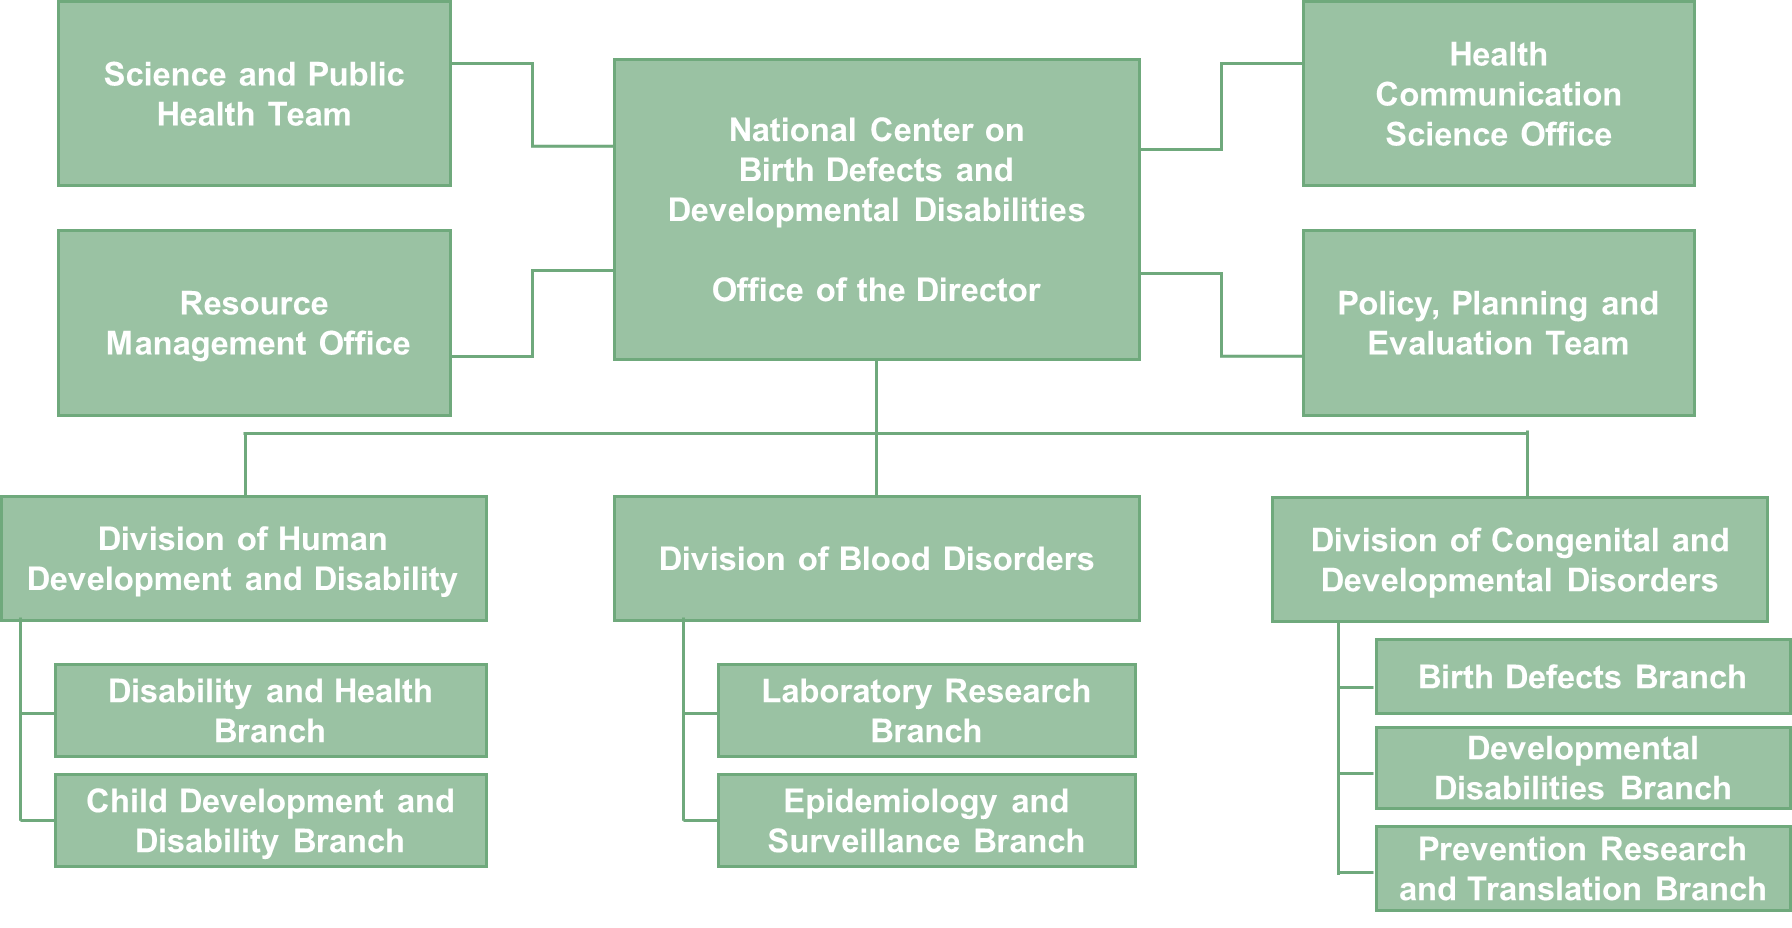 Science and Public
Health Team
National Center on
Birth Defects and
Developmental Disabilities
Office of the Director
Health
Communication
Science Office
Resource
Management Office
Policy, Planning and
Evaluation Team
Division of Human
Development and Disability
Division of Blood Disorders
Division of Congenital and
Developmental Disorders
Disability and Health
Branch
Child Development and
Disability Branch
Laboratory Research
Branch
Epidemiology and
Surveillance Branch
Birth Defects Branch
Developmental
Disabilities Branch
Prevention Research
and Translation Branch